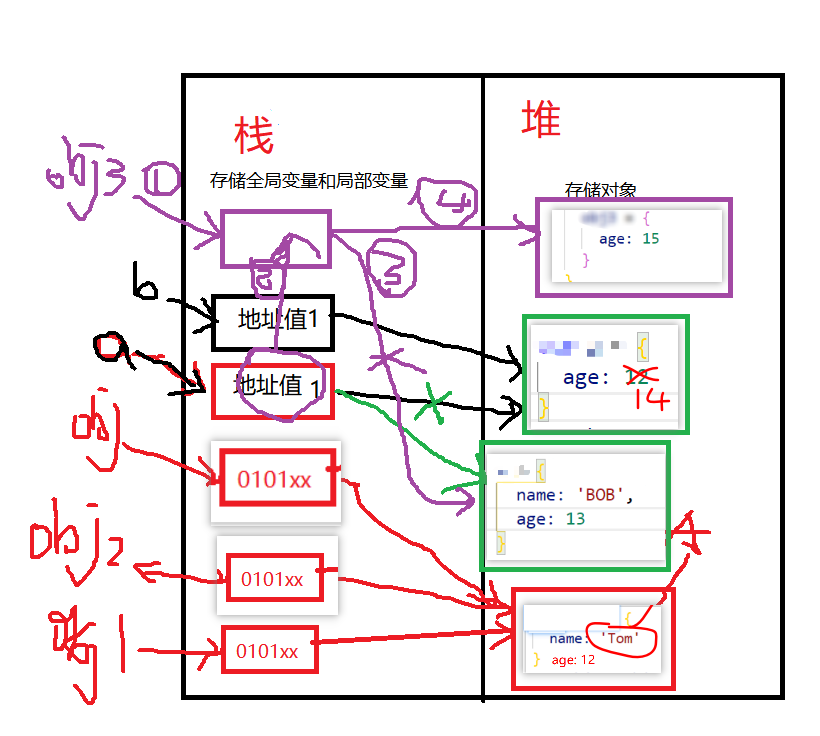 栈
堆
存储全局变量和局部变量
存储对象
obj3 ①
4
{
age: 15
}
2
3
b
地址值1
{
age: 12
14
}
a
地址值 1
obj
0101xx
{
name: 'BOB',
age: 13
}
obj2
0101xx
{
name: 'Tom'
} age: 12
1
0101xx